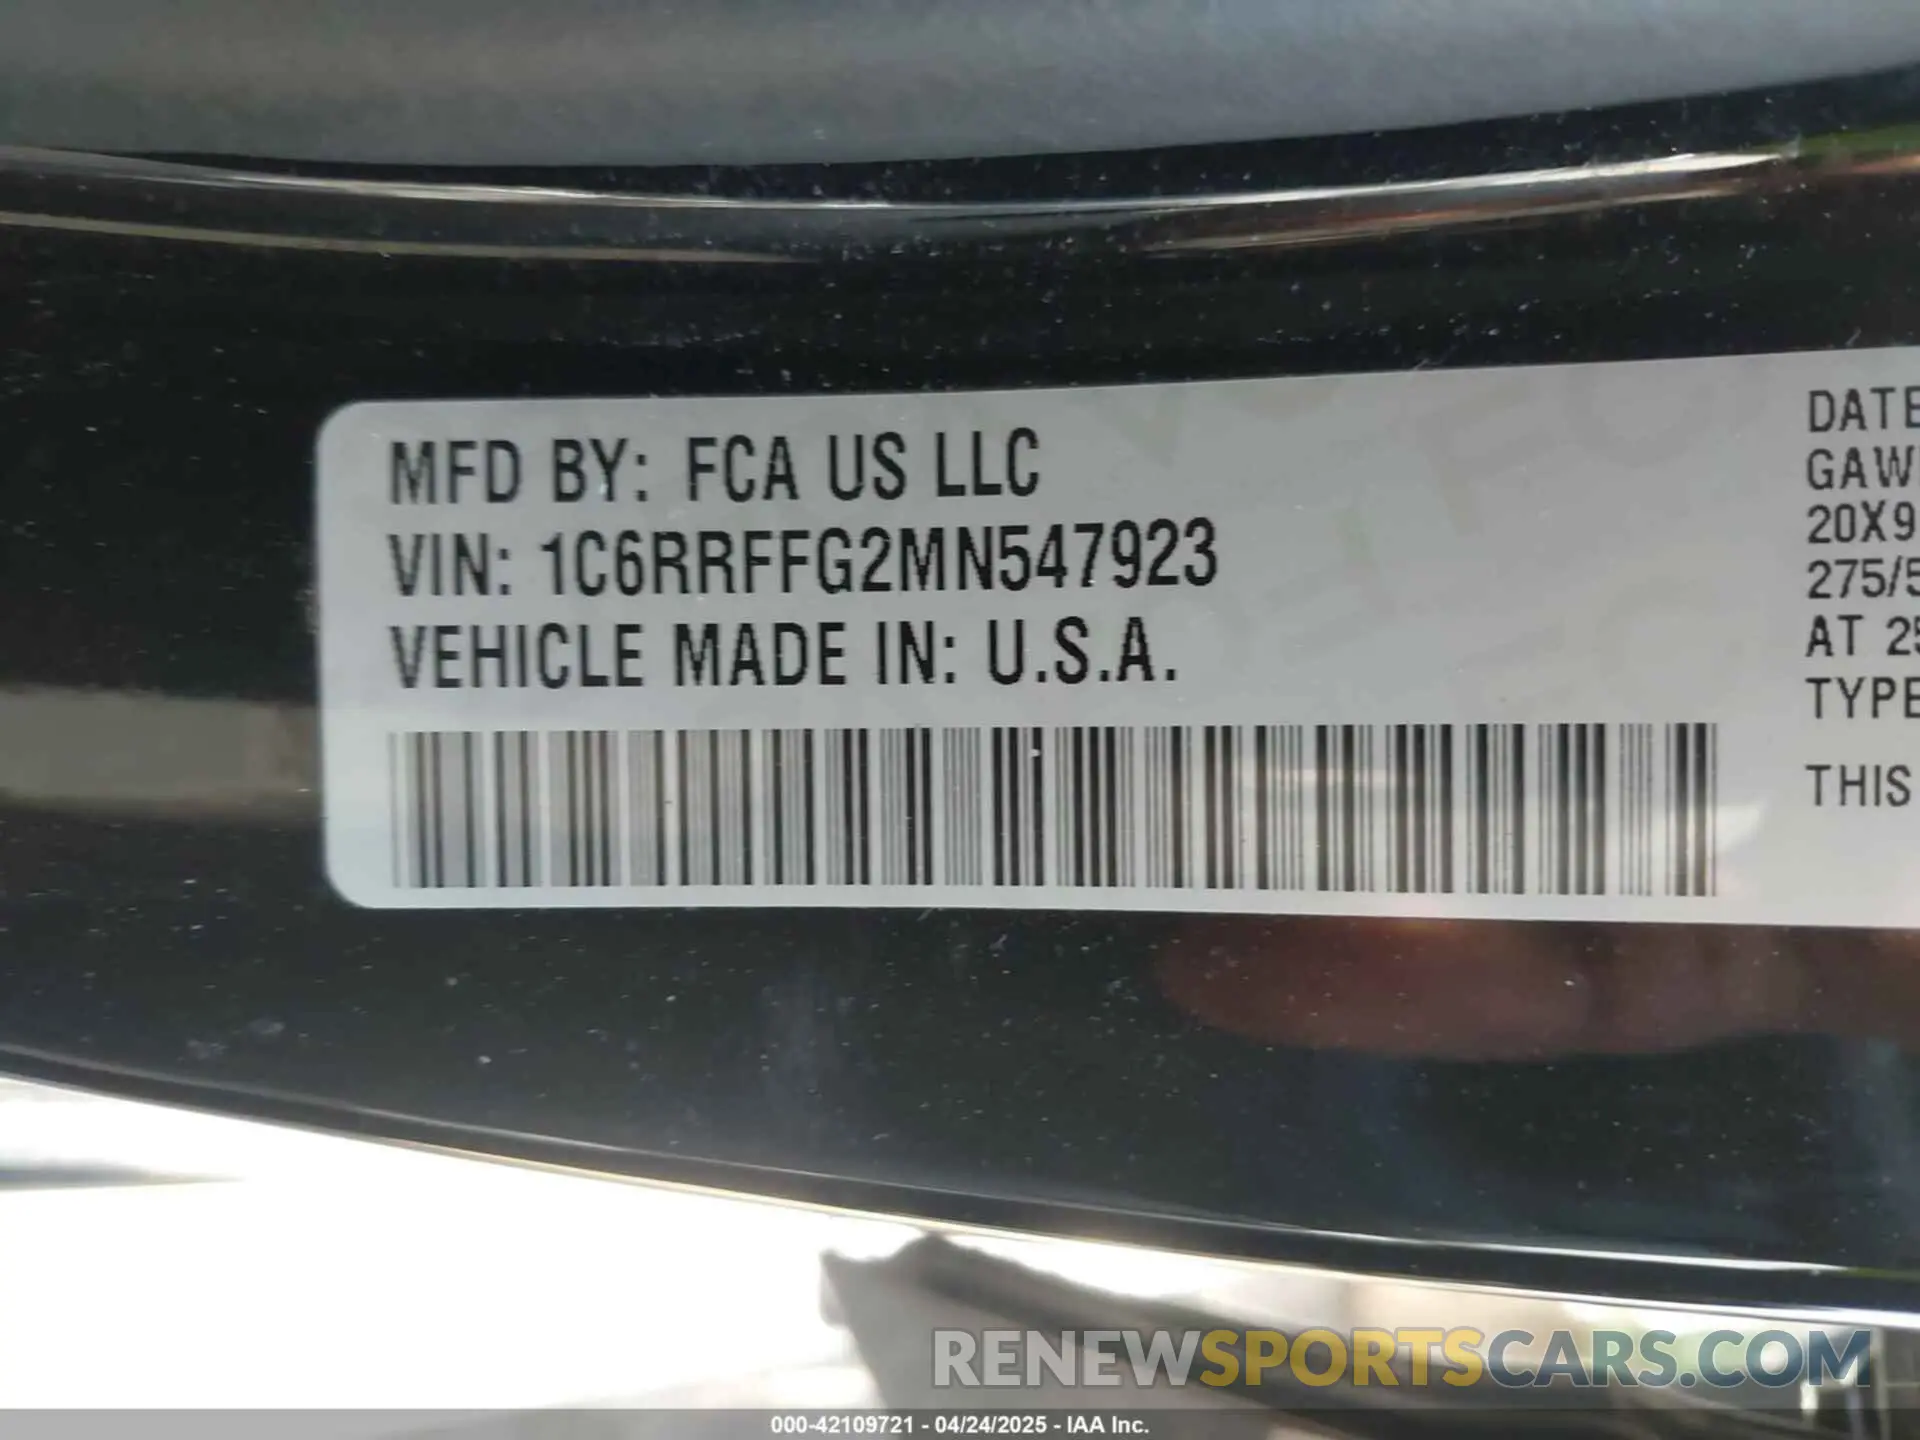 MFD BY: FCA US LLC
VIN: 1C6RRFFG2MN547923
VEHICLE MADE IN: U.S.A.
DATE
GAW
20X9
275/5
AT 25
TYPE
THIS
RENEWSPORTSCARS.COM
000-42109721 - 04/24/2025 - IAA Inc.